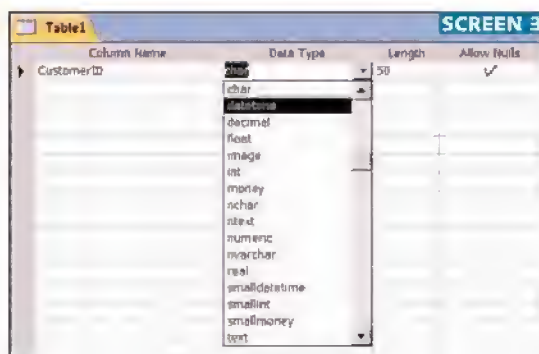 SCREEN 3
Table1
Column Name Data Type Length Allow Nulls
CustomerID char 50
char
datetime
decimal
float
image
int
money
nchar
ntext
numeric
nvarchar
real
smalldatetime
smallint
smallmoney
text